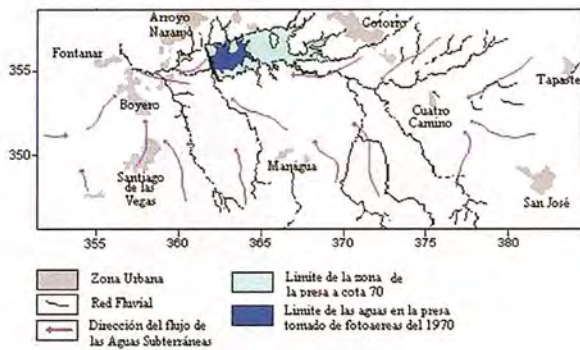 Arroyo
Naranjo
Cotorro
Fontanar
Tapaste
355
Boyero
Cuatro
Camino
350
Santiago
de las
Vegas
Managua
San José
355
360
365
370
375
380
Zona Urbana
Red Fluvial
Dirección del flujo de
las Aguas Subterráneas
Limite de la zona de
la presa a cota 70
Limite de las aguas en la presa
tomado de fotoaereas del 1970